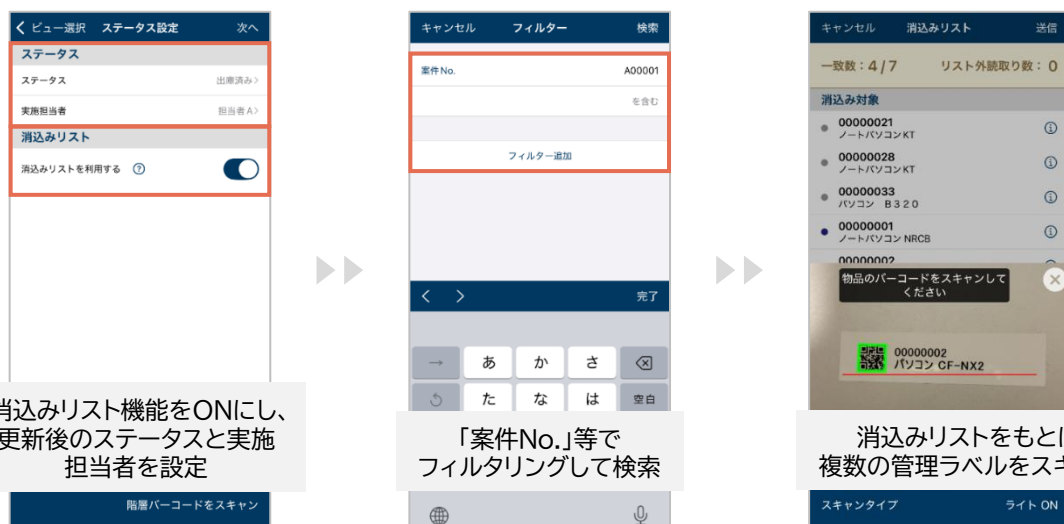 ビュー選択 ステータス設定 次へ
ステータス
ステータス 出庫済み
実施担当者 担当者A
消込みリスト
消込みリストを利用する ?
消込みリスト機能をONにし、
更新後のステータスと実施
担当者を設定
階層バーコードをスキャン
キャンセル フィルター 検索
案件No. A00001
を含む
フィルター追加
完了
→ あ か さ
た な は 空白
「案件No.」等で
フィルタリングして検索
キャンセル 消込みリスト 送信
一致数:4/7 リスト外読取り数:0
消込み対象
00000021
ノートパソコンKT
00000028
ノートパソコンKT
00000033
パソコン B320
00000001
ノートパソコン NRCB
00000002
物品のバーコードをスキャンして
ください
00000002
パソコン CF-NX2
消込みリストをもとに
複数の管理ラベルをスキ
スキャンタイプ ライト ON